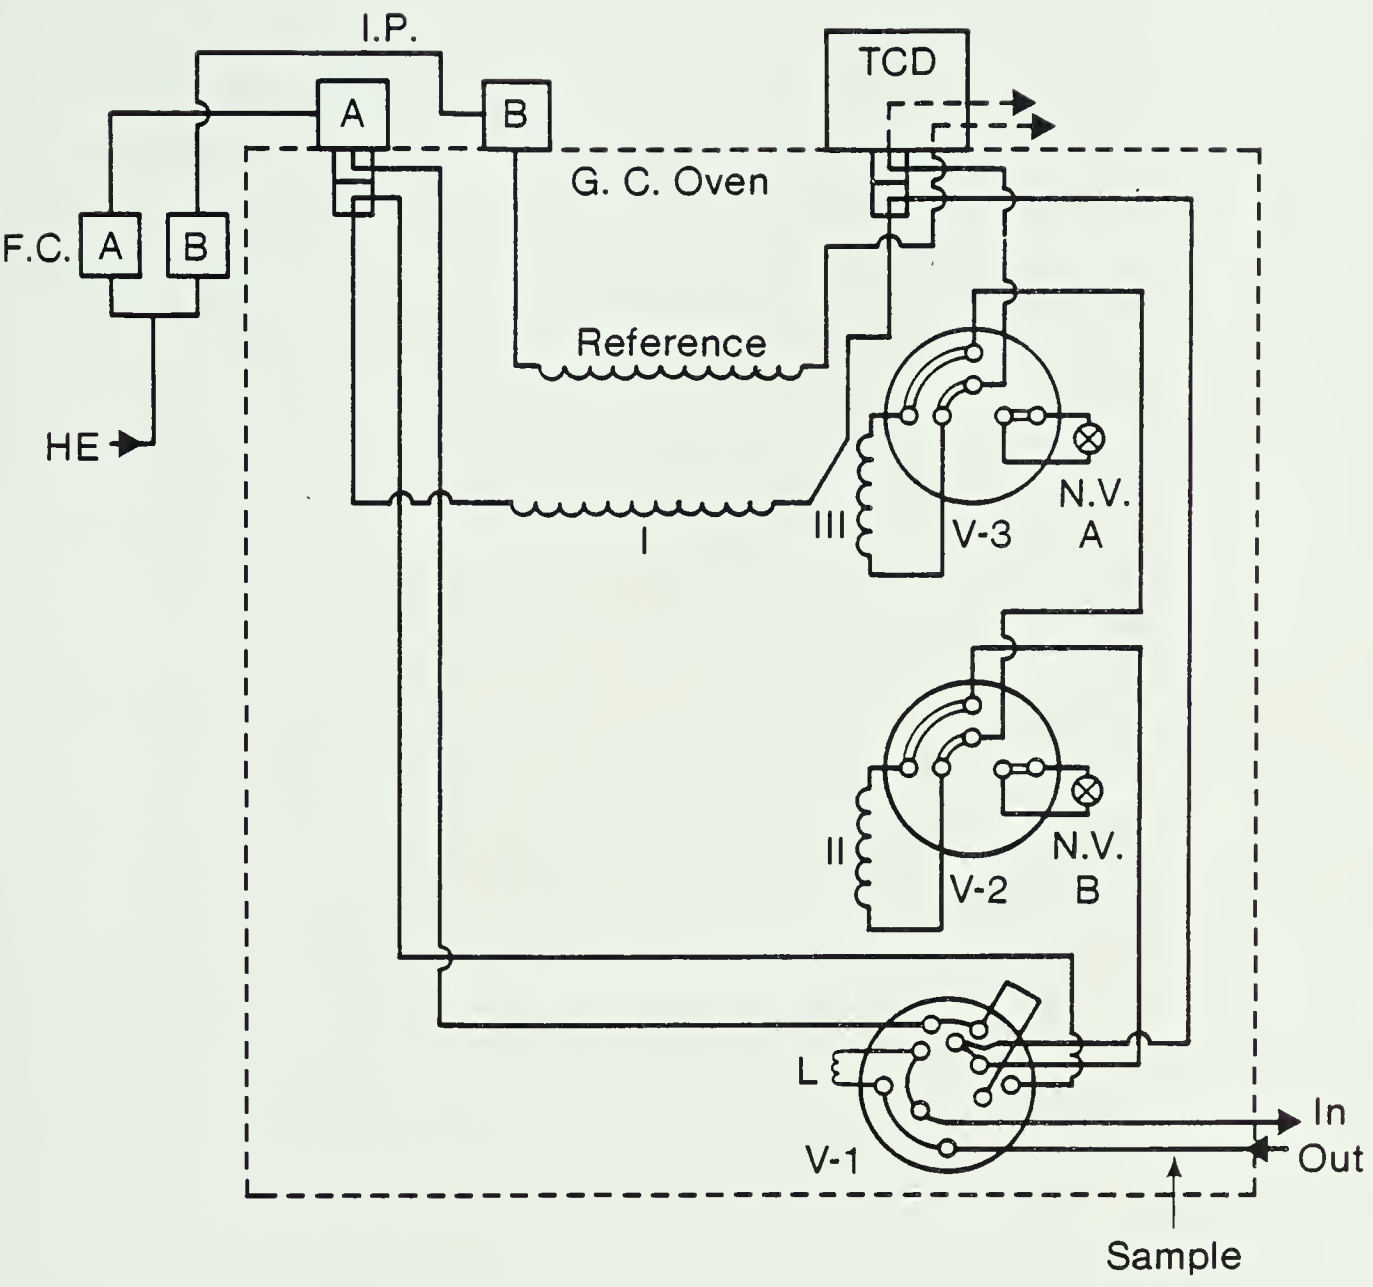 I.P.
TCD
A
B
G. C. Oven
F.C.
A
B
Reference
HE
N.V.
A
III
V-3
I
N.V.
B
II
V-2
L
In
V-1
Out
Sample